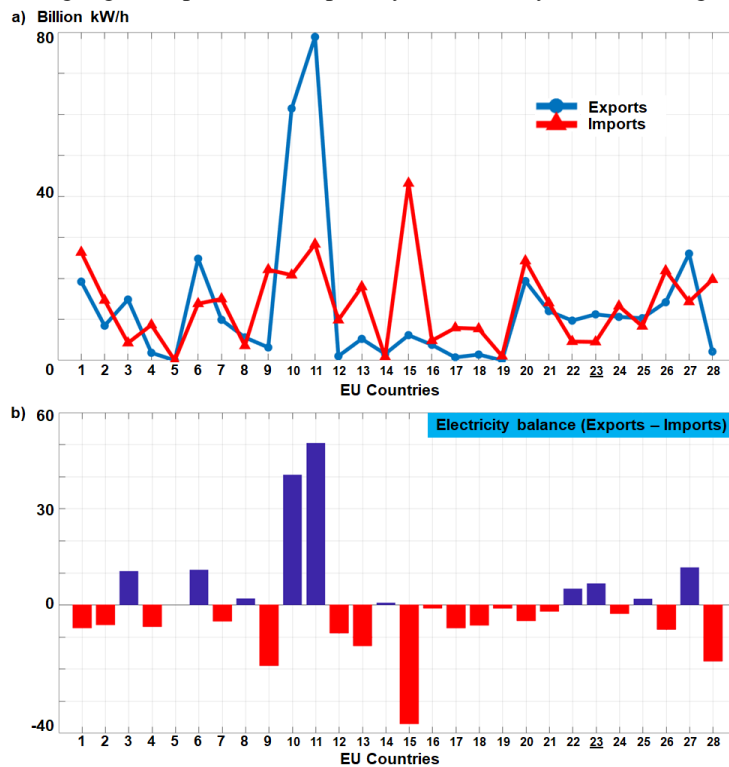 a) Billion kW/h
80
40
0
Exports
Imports
1 2 3 4 5 6 7 8 9 10 11 12 13 14 15 16 17 18 19 20 21 22 23 24 25 26 27 28
EU Countries
b) 60
Electricity balance (Exports – Imports)
30
0
-40
1 2 3 4 5 6 7 8 9 10 11 12 13 14 15 16 17 18 19 20 21 22 23 24 25 26 27 28
EU Countries